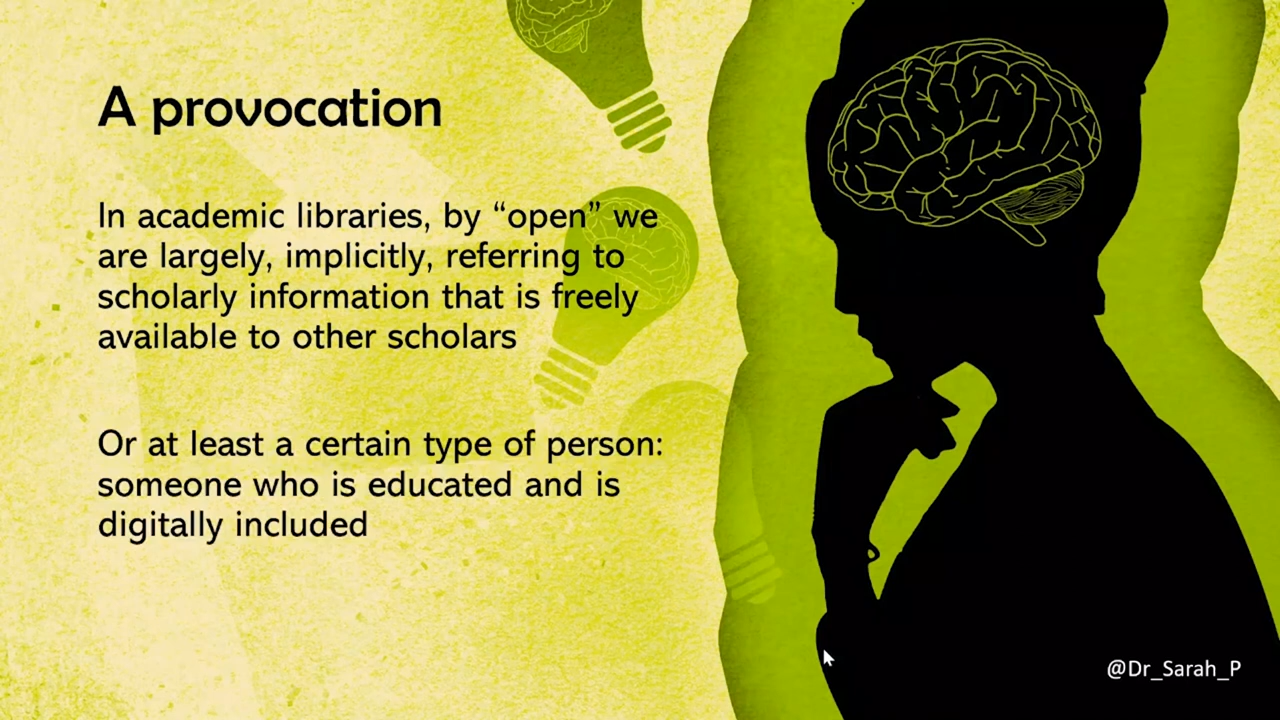 A provocation
In academic libraries, by “open” we
are largely, implicitly, referring to
scholarly information that is freely
available to other scholars
Or at least a certain type of person:
someone who is educated and is
digitally included
@Dr_Sarah_P